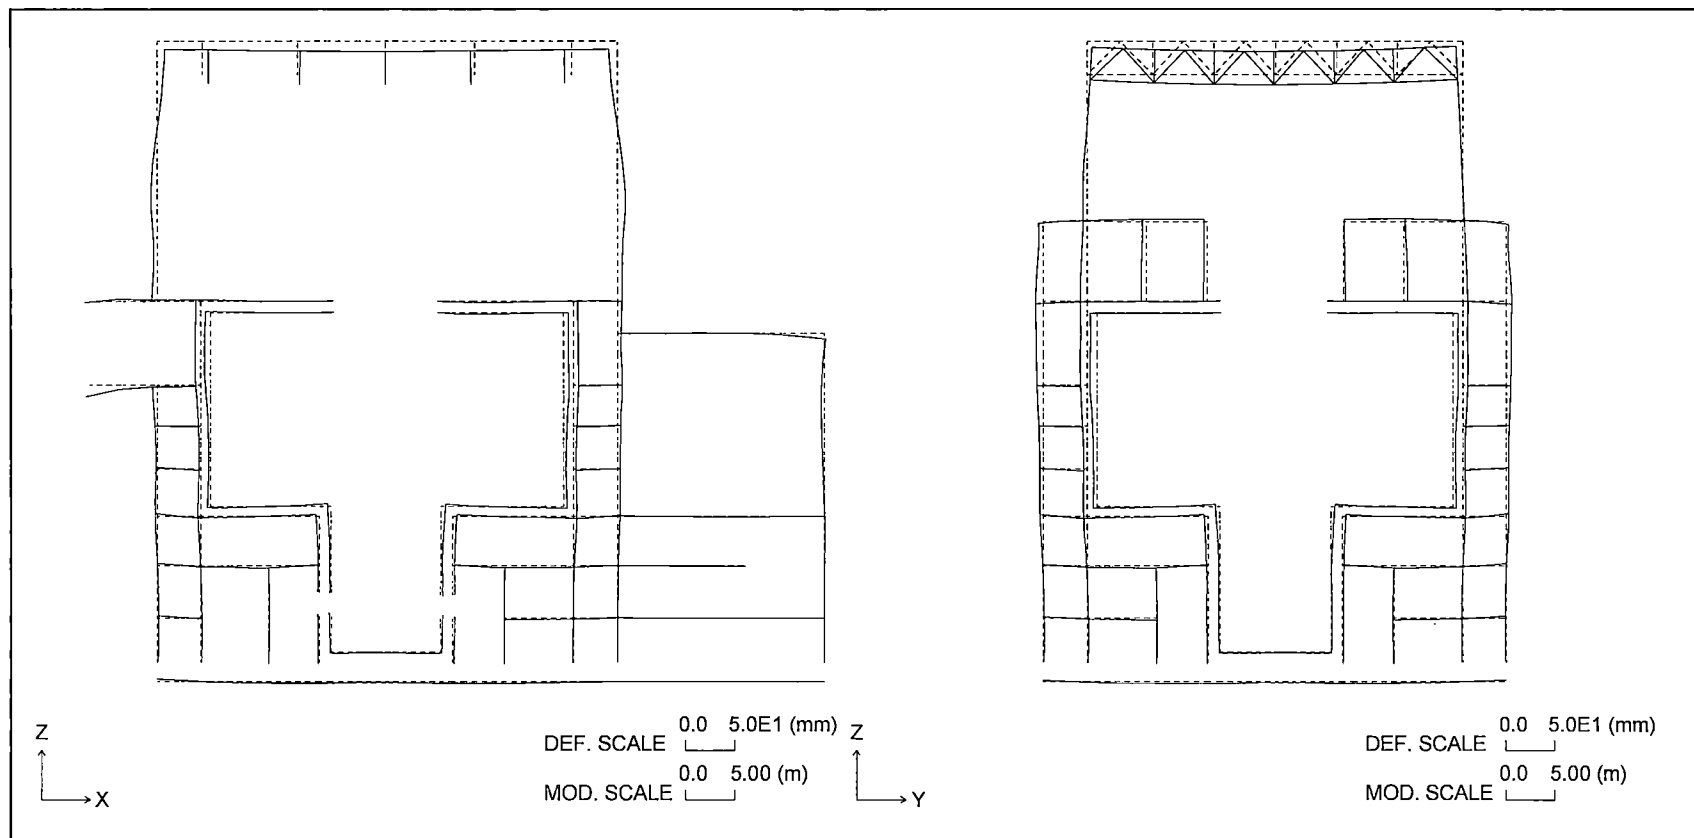 Z
X
0.0 5.0E1 (mm)
DEF. SCALE
0.0 5.00 (m)
MOD. SCALE
Z
Y
0.0 5.0E1 (mm)
DEF. SCALE
0.0 5.00 (m)
MOD. SCALE